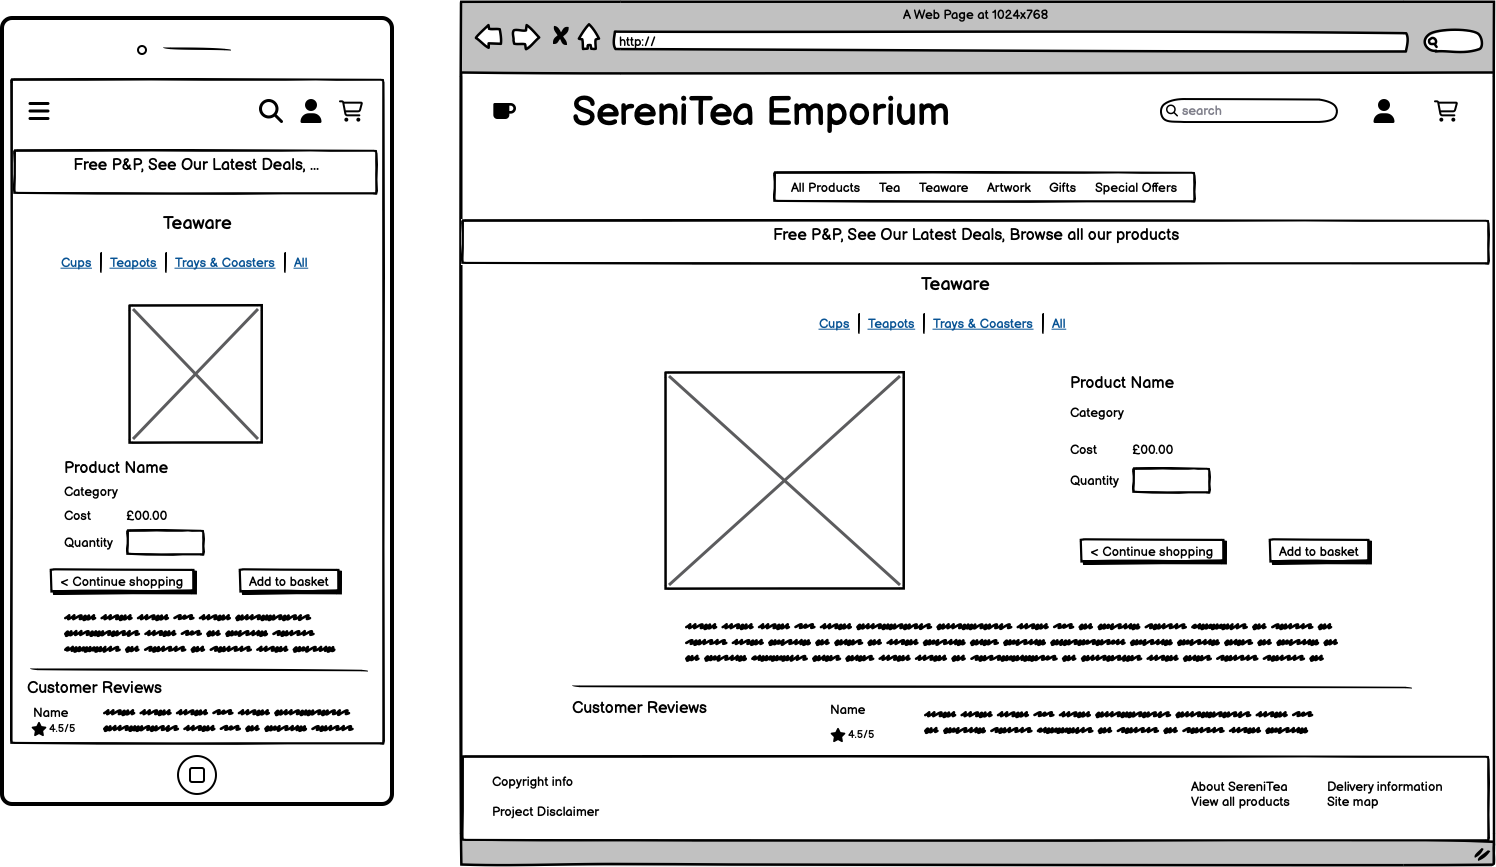 Free P&P, See Our Latest Deals, ...
Teaware
Cups Teapots Trays & Coasters All
Product Name
Category
Cost £00.00
Quantity
< Continue shopping Add to basket
Customer Reviews
Name
4.5/5
A Web Page at 1024x768
http://
SereniTea Emporium
search
All Products Tea Teaware Artwork Gifts Special Offers
Free P&P, See Our Latest Deals, Browse all our products
Teaware
Cups Teapots Trays & Coasters All
Product Name
Category
Cost £00.00
Quantity
< Continue shopping Add to basket
Customer Reviews
Name
4.5/5
Copyright info
Project Disclaimer
About SereniTea
View all products
Delivery information
Site map